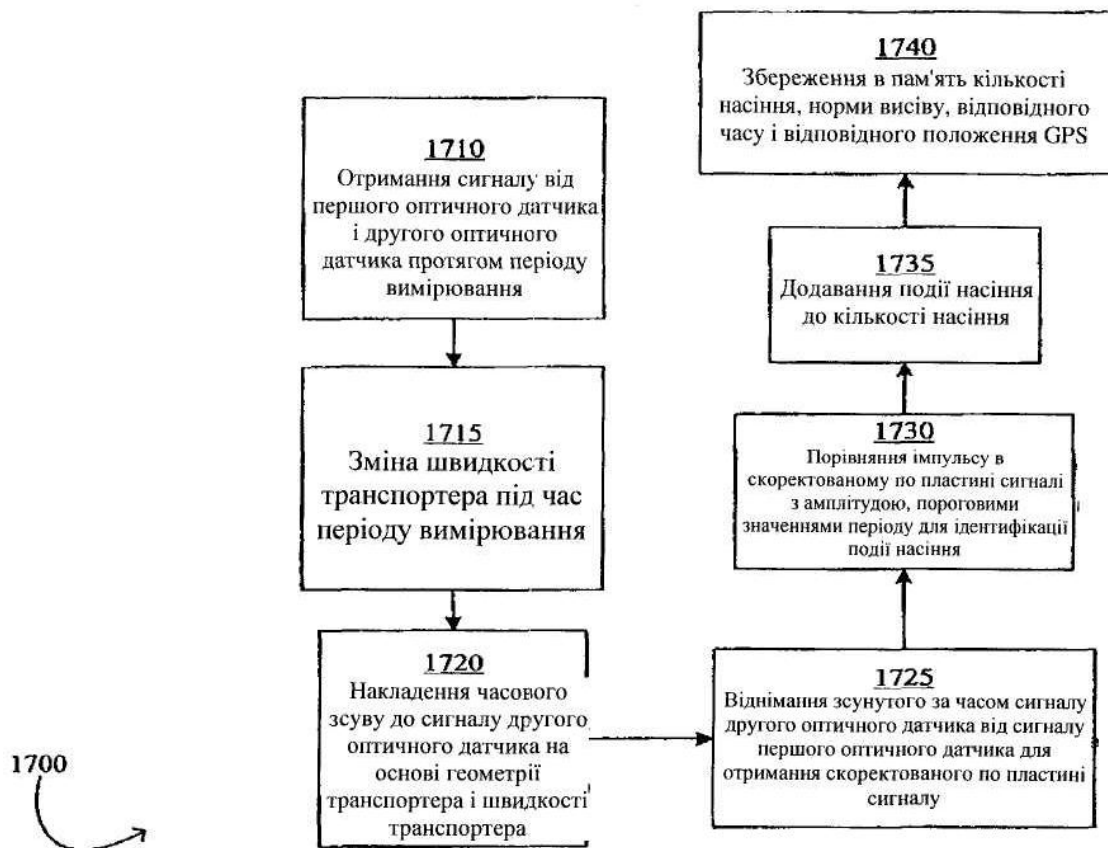 1710
Отримання сигналу від
першого оптичного датчика
і другого оптичного
датчика протягом періоду
вимірювання
1715
Зміна швидкості
транспортера під час
періоду вимірювання
1720
Накладення часового
зсуву до сигналу другого
оптичного датчика на
основі геометрії
транспортера і швидкості
транспортера
1725
Віднімання зсунутого за часом сигналу
другого оптичного датчика від сигналу
першого оптичного датчика для
отримання скоректованого по пластині
сигналу
1730
Порівняння імпульсу в
скоректованому по пластині сигналі
з амплітудою, пороговими
значеннями періоду для ідентифікації
події насіння
1735
Додавання події насіння
до кількості насіння
1740
Збереження в пам'ять кількості
насіння, норми висіву, відповідного
часу і відповідного положення GPS
1700